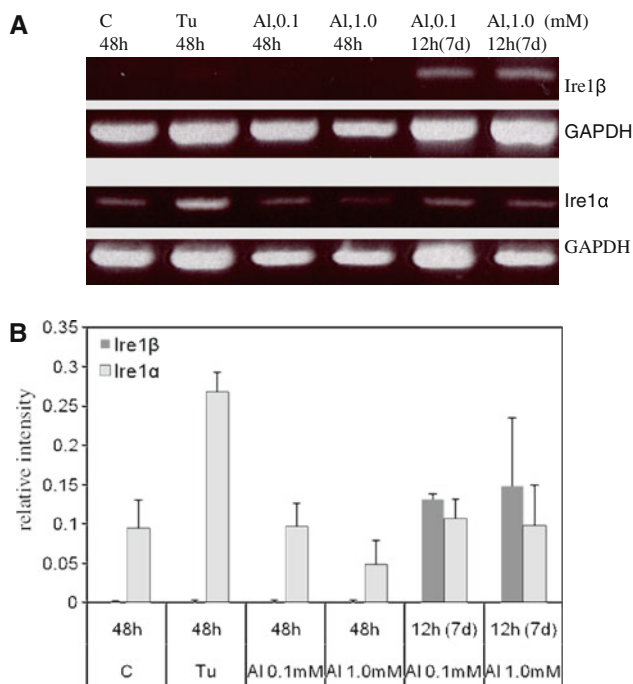 A
C Tu Al,0.1 Al,1.0 Al,0.1 Al,1.0 (mM)
48h 48h 48h 48h 12h(7d) 12h(7d)
Ire1β
GAPDH
Ire1α
GAPDH
B
0.35
Ire1β
0.3
Ire1α
0.25
0.2
0.15
0.1
0.05
0
relative intensity
48h 48h 48h 48h 12h (7d) 12h (7d)
C Tu Al 0.1mM Al 1.0mM Al 0.1mM Al 1.0mM